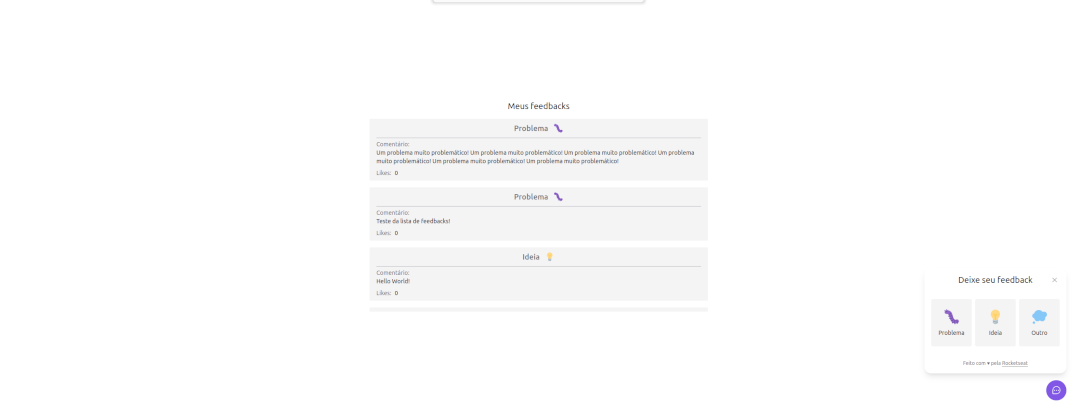 Meus feedbacks
Problema
Comentário:
Um problema muito problemático! Um problema muito problemático! Um problema muito problemático! Um problema
muito problemático! Um problema muito problemático! Um problema muito problemático!
Likes: 0
Problema
Comentário:
Teste da lista de feedbacks!
Likes: 0
Ideia
Comentário:
Hello World!
Likes: 0
Deixe seu feedback
Problema
Ideia
Outro
Feito com ♥ pela Rocketseat